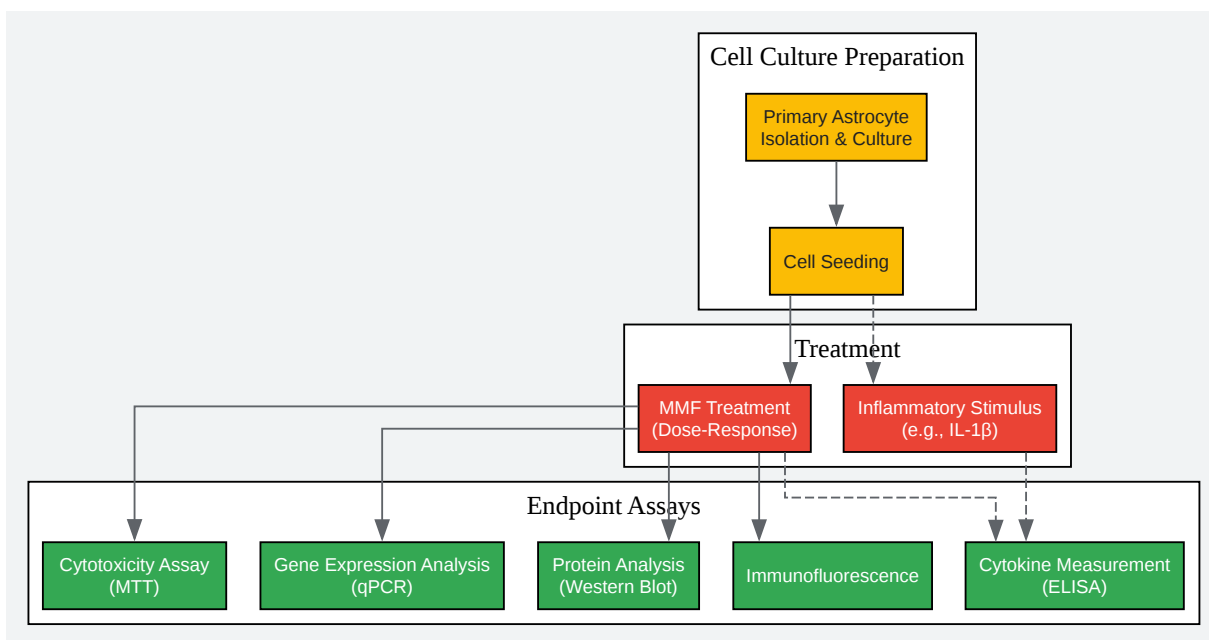 Cell Culture Preparation
Primary Astrocyte
Isolation & Culture
Cell Seeding
Treatment
MMF Treatment
(Dose-Response)
Inflammatory Stimulus
(e.g., IL-1β)
Endpoint Assays
Cytotoxicity Assay
(MTT)
Gene Expression Analysis
(qPCR)
Protein Analysis
(Western Blot)
Immunofluorescence
Cytokine Measurement
(ELISA)